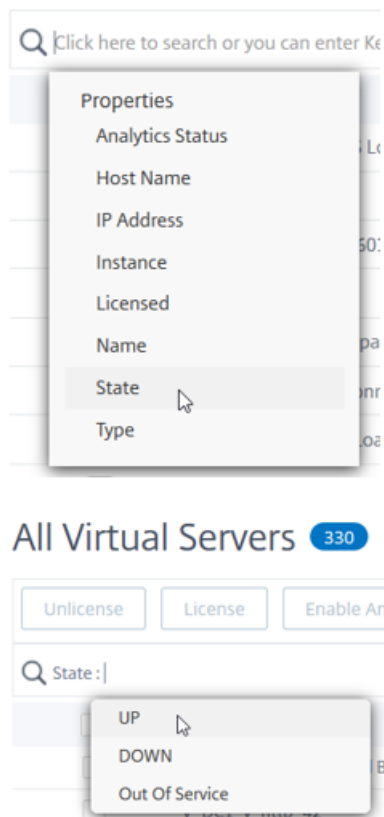 Click here to search or you can enter Ke
Properties
Analytics Status
Host Name
IP Address
Instance
Licensed
Name
State
Type
All Virtual Servers 330
Unlicense License Enable An
State :
UP
DOWN
Out Of Service